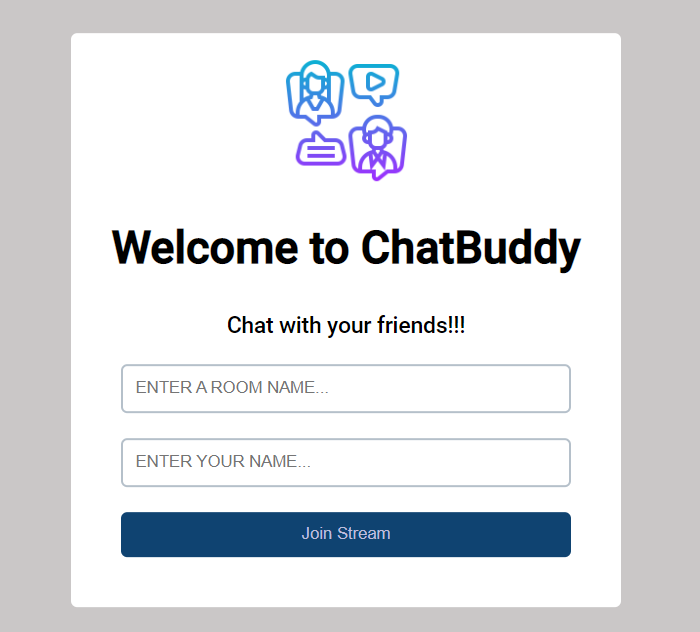 Welcome to ChatBuddy
Chat with your friends!!!
ENTER A ROOM NAME...
ENTER YOUR NAME...
Join Stream